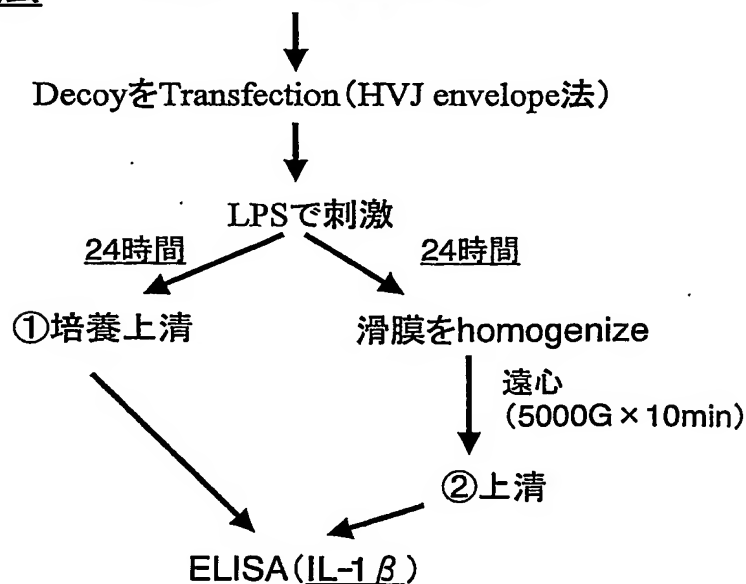 DecoyをTransfection(HVJ envelope法)
LPSで刺激
24時間
24時間
①培養上清
滑膜をhomogenize
遠心
(5000G×10min)
②上清
ELISA(IL-1β)